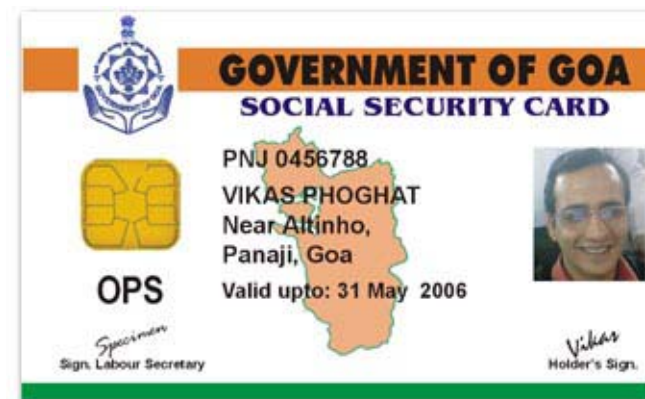 GOVERNMENT OF GOA
SOCIAL SECURITY CARD
PNJ 0456788
VIKAS PHOGHAT
Near Altinho,
Panaji, Goa
OPS
Valid upto: 31 May 2006
Specimen
Sign. Labour Secretary
Vikas
Holder's Sign.